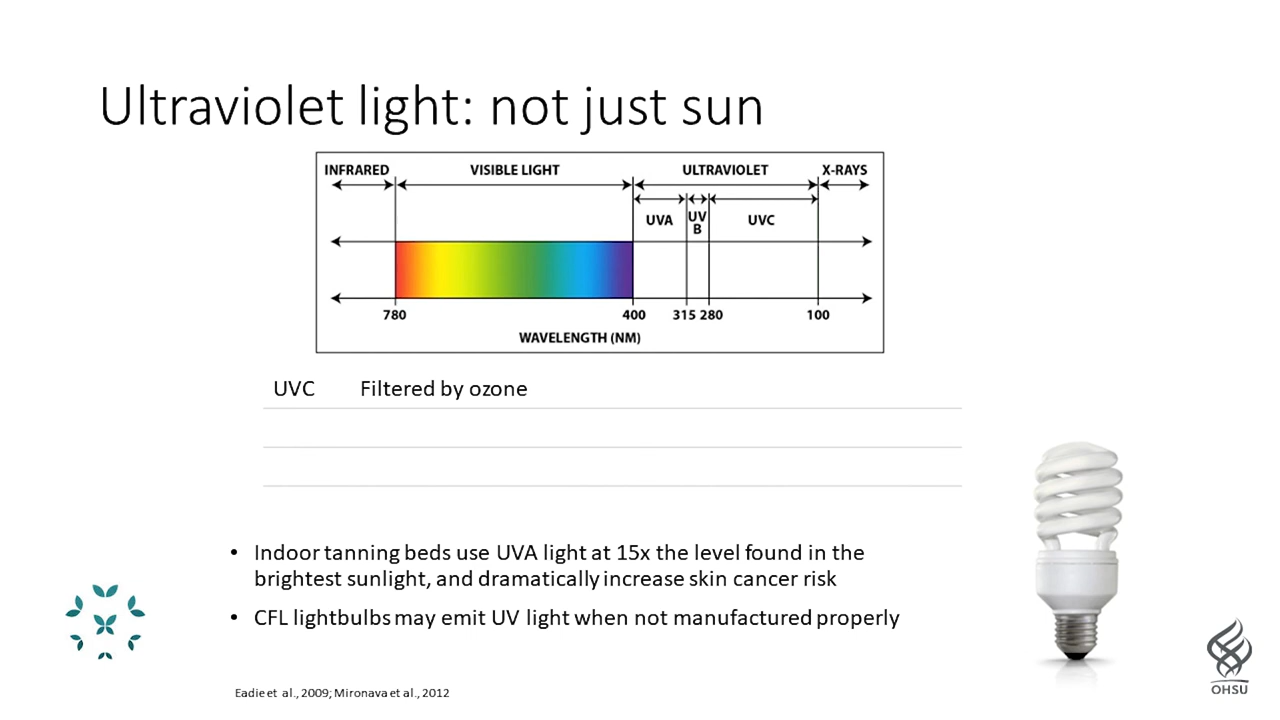 Ultraviolet light: not just sun
INFRARED VISIBLE LIGHT ULTRAVIOLET X-RAYS
UVA UV B UVC
780 400 315 280 100
WAVELENGTH (NM)
UVC Filtered by ozone
• Indoor tanning beds use UVA light at 15x the level found in the
brightest sunlight, and dramatically increase skin cancer risk
• CFL lightbulbs may emit UV light when not manufactured properly
Eadie et al., 2009; Mironava et al., 2012
OHSU